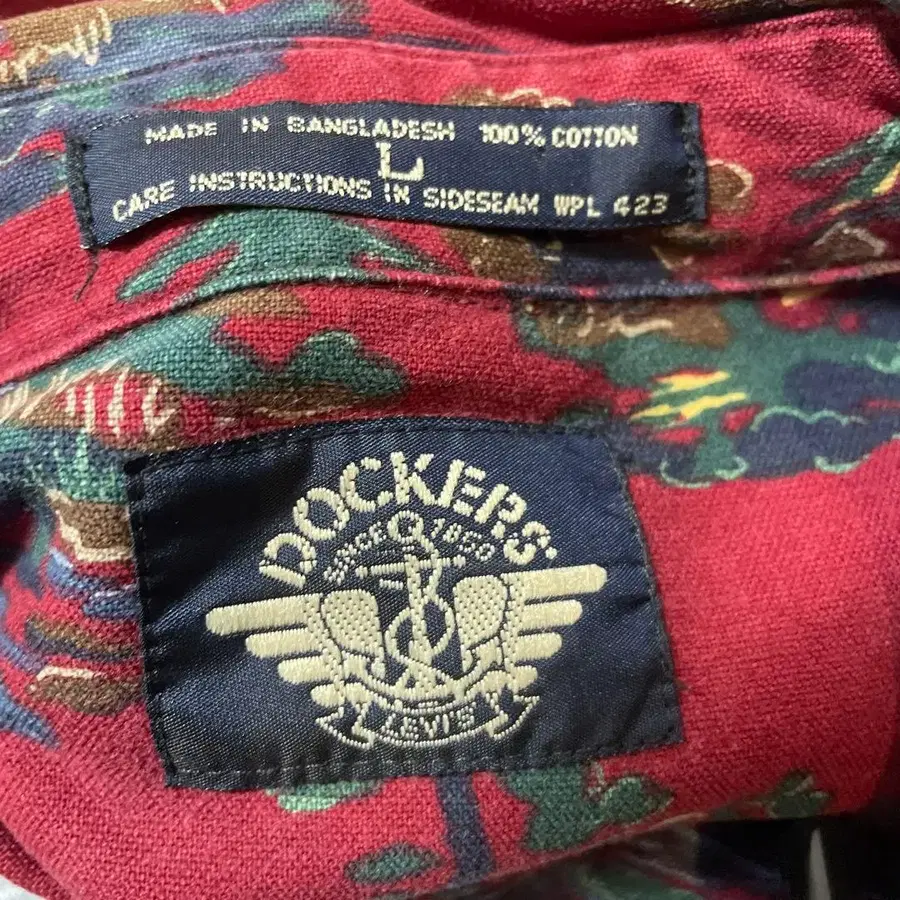 MADE IN BANGLADESH 100% COTTON
L
CARE INSTRUCTIONS IN SIDESEAM WPL 423
DOCKERS
SINCE 1850
LEVI'S